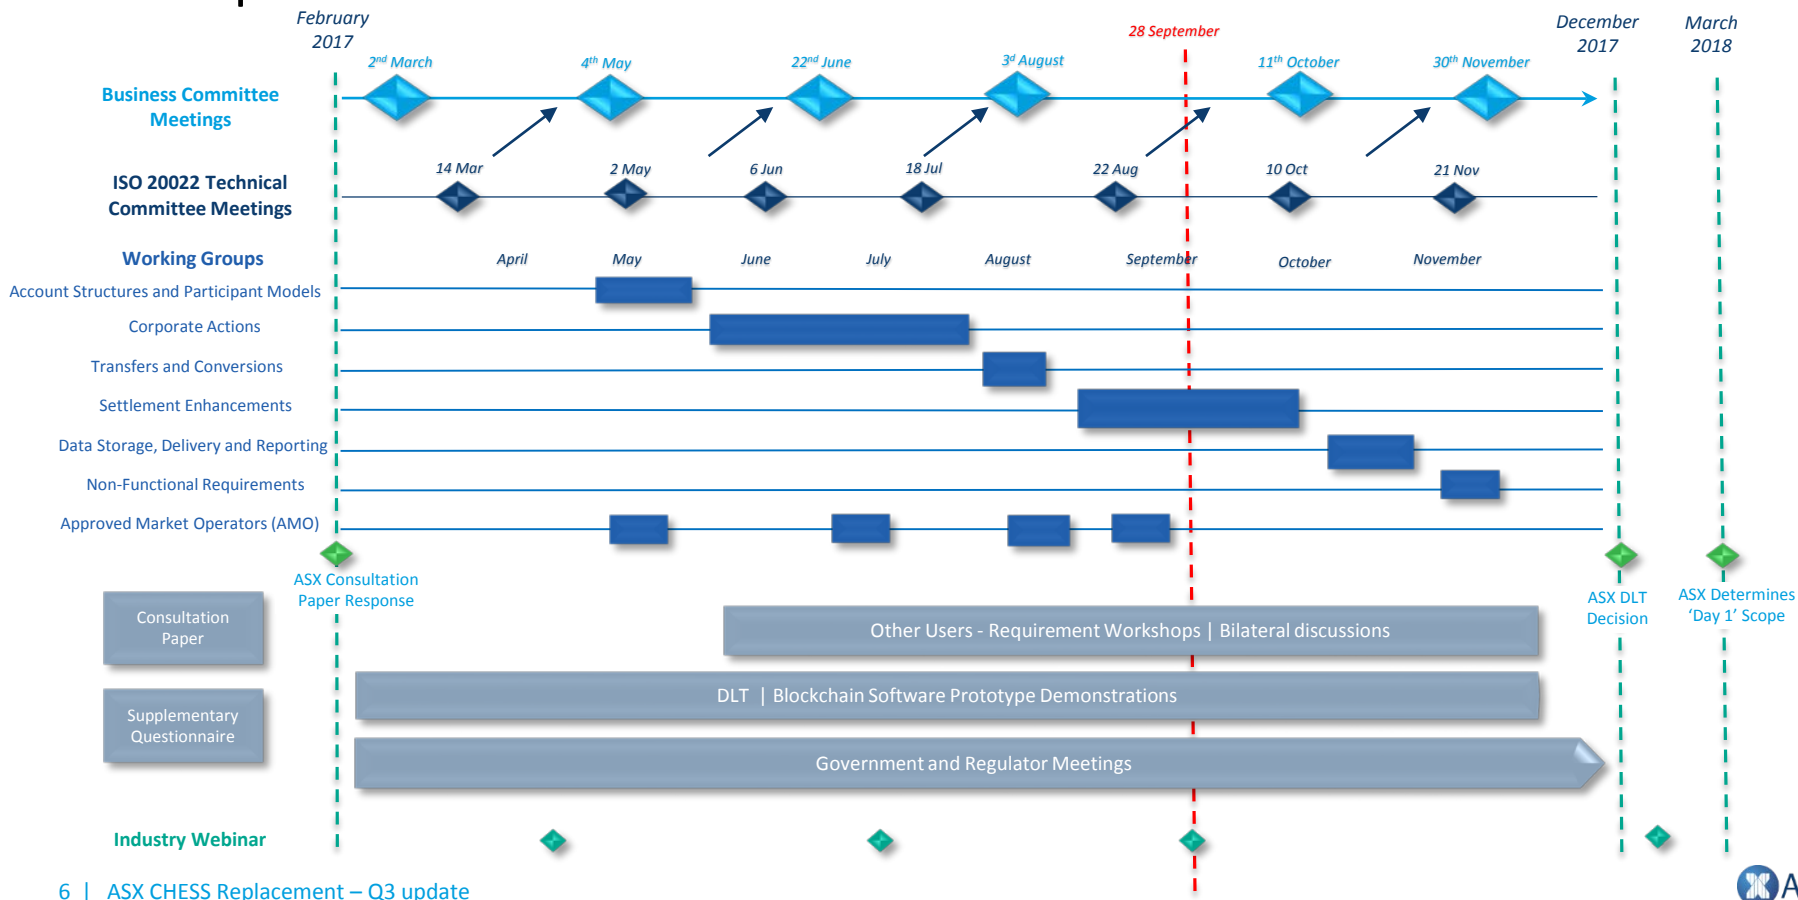 February
2017
28 September
December
2017
March
2018
2nd March
4th May
22nd June
3d August
11th October
30th November
Business Committee
Meetings
14 Mar
2 May
6 Jun
18 Jul
22 Aug
10 Oct
21 Nov
ISO 20022 Technical
Committee Meetings
Working Groups
April
May
June
July
August
September
October
November
Account Structures and Participant Models
Corporate Actions
Transfers and Conversions
Settlement Enhancements
Data Storage, Delivery and Reporting
Non-Functional Requirements
Approved Market Operators (AMO)
ASX Consultation
Paper Response
ASX DLT
Decision
ASX Determines
‘Day 1’ Scope
Consultation
Paper
Other Users - Requirement Workshops | Bilateral discussions
Supplementary
Questionnaire
DLT | Blockchain Software Prototype Demonstrations
Government and Regulator Meetings
Industry Webinar
6 | ASX CHESS Replacement – Q3 update